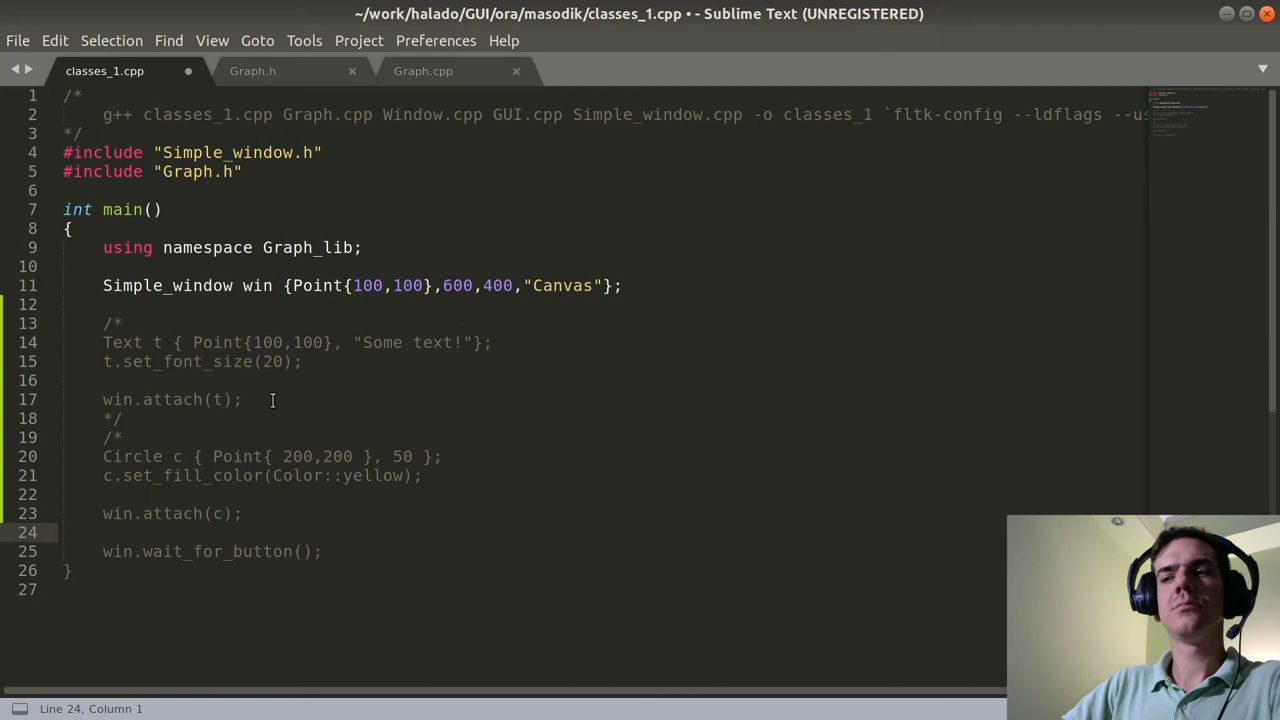 ~/work/halado/GUI/ora/masodik/classes_1.cpp • - Sublime Text (UNREGISTERED)
File Edit Selection Find View Goto Tools Project Preferences Help
classes_1.cpp Graph.h Graph.cpp
1 /*
2 g++ classes_1.cpp Graph.cpp Window.cpp GUI.cpp Simple_window.cpp -o classes_1 `fltk-config --ldflags --us
3 */
4 #include "Simple_window.h"
5 #include "Graph.h"
6
7 int main()
8 {
9 using namespace Graph_lib;
10
11 Simple_window win {Point{100,100},600,400,"Canvas"};
12
13 /*
14 Text t { Point{100,100}, "Some text!"};
15 t.set_font_size(20);
16
17 win.attach(t);
18 */
19 /*
20 Circle c { Point{ 200,200 }, 50 };
21 c.set_fill_color(Color::yellow);
22
23 win.attach(c);
24
25 win.wait_for_button();
26 }
27
Line 24, Column 1